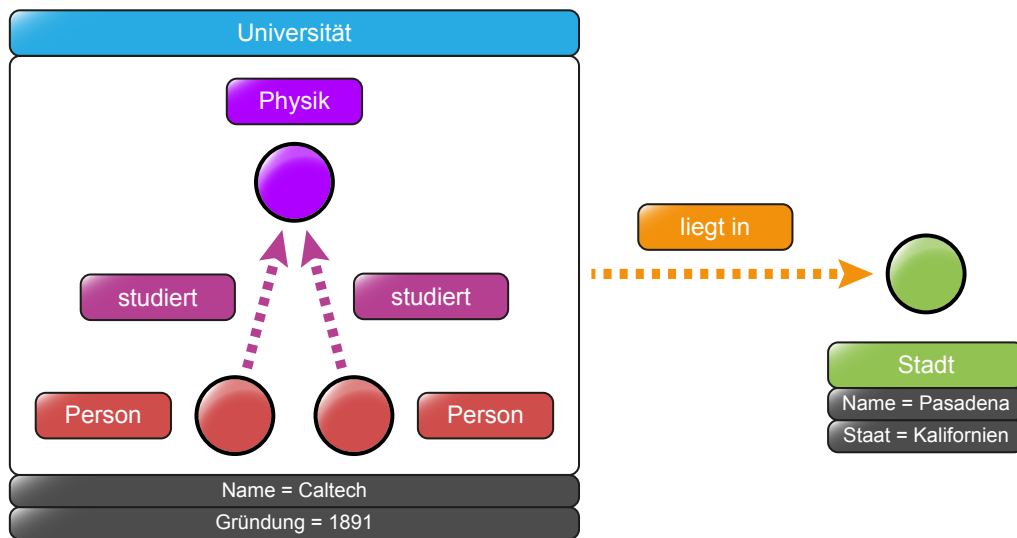 Universität
Physik
liegt in
studiert
studiert
Person
Person
Stadt
Name = Pasadena
Staat = Kalifornien
Name = Caltech
Gründung = 1891